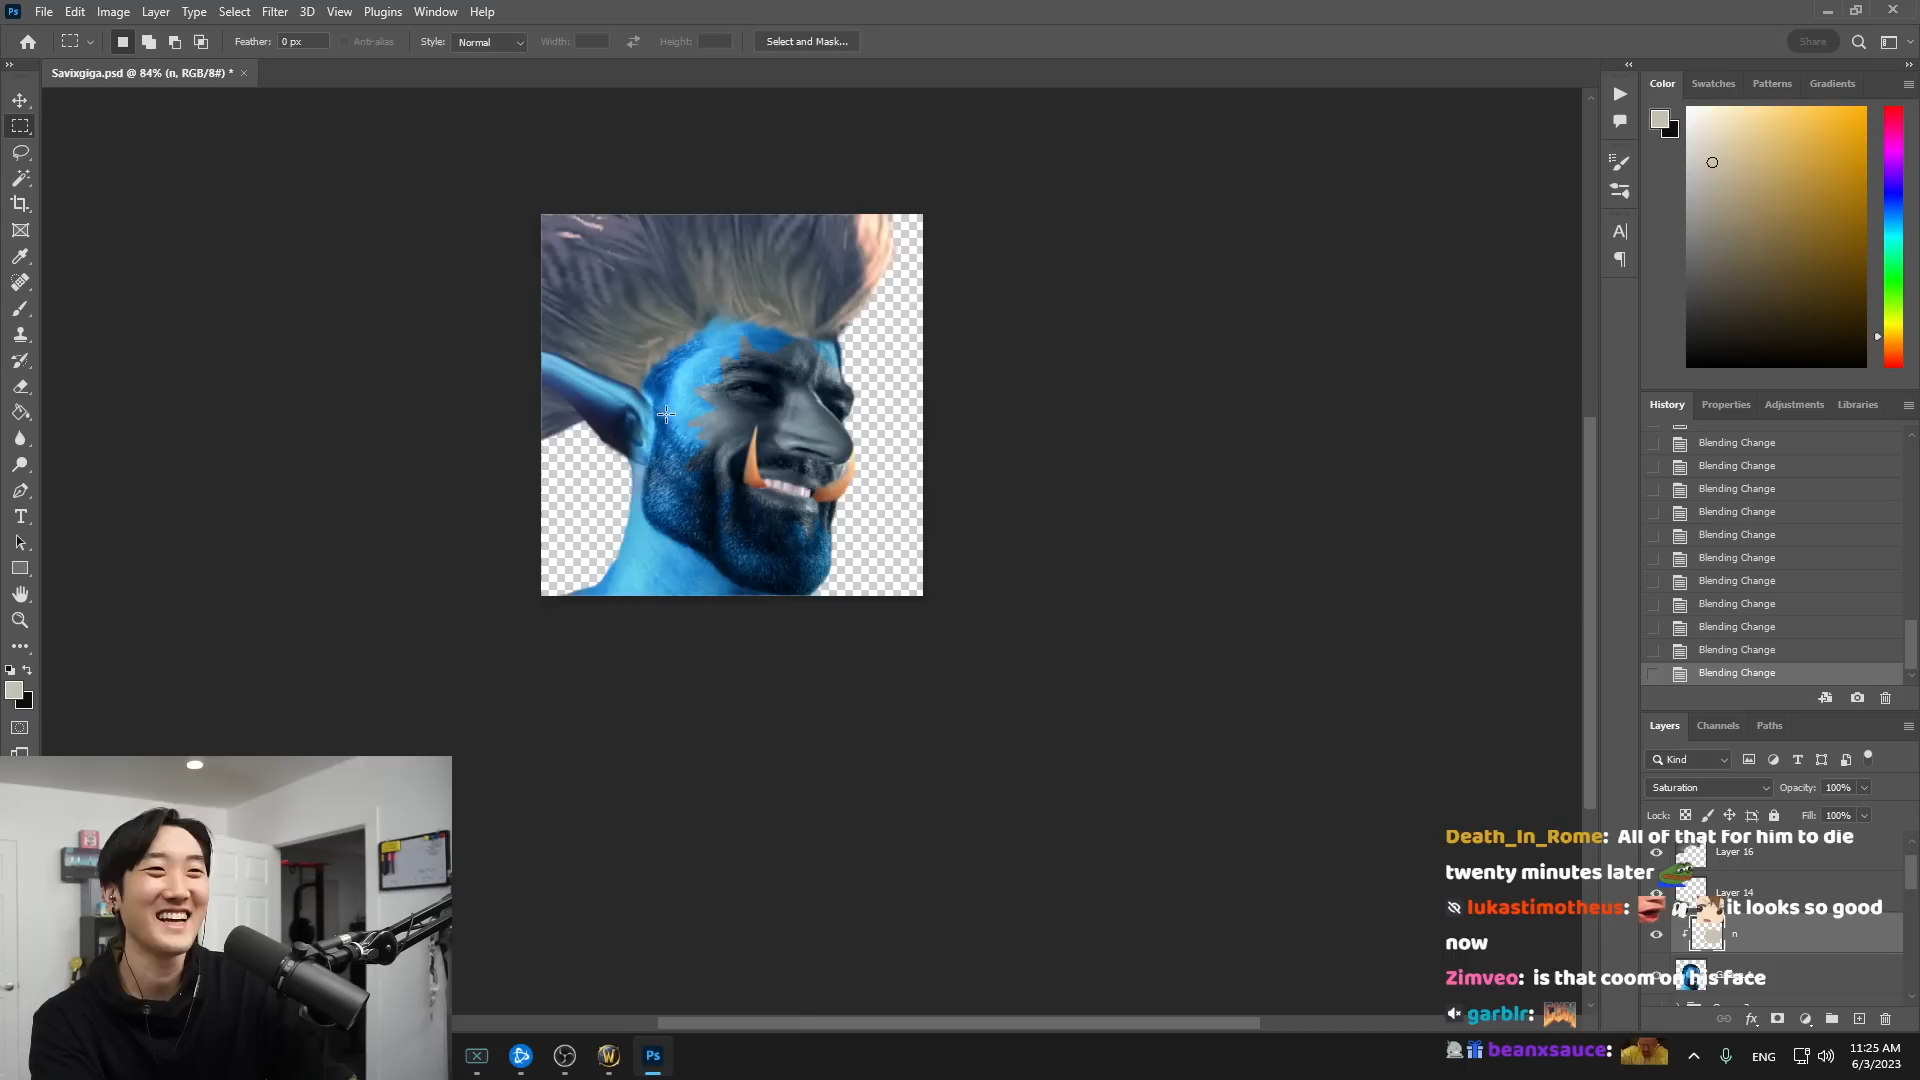 Ps File Edit Image Layer Type Select Filter 3D View Plugins Window Help
Feather: 0 px Anti-alias Style: Normal Width: Height: Select and Mask... Share
Savixgiga.psd @ 84% (n, RGB/8#) *
Color Swatches Patterns Gradients
History Properties Adjustments Libraries
Blending Change
Blending Change
Blending Change
Blending Change
Blending Change
Blending Change
Blending Change
Blending Change
Blending Change
Blending Change
Blending Change
Layers Channels Paths
Kind
Saturation Opacity: 100%
Lock: Fill: 100%
Layer 16
Layer 14
n
Death_In_Rome: All of that for him to die
twenty minutes later
lukastimotheus: it looks so good
now
Zimveo: is that coom on his face
garblr:
beanxsauce:
Ps
ENG
11:25 AM
6/3/2023